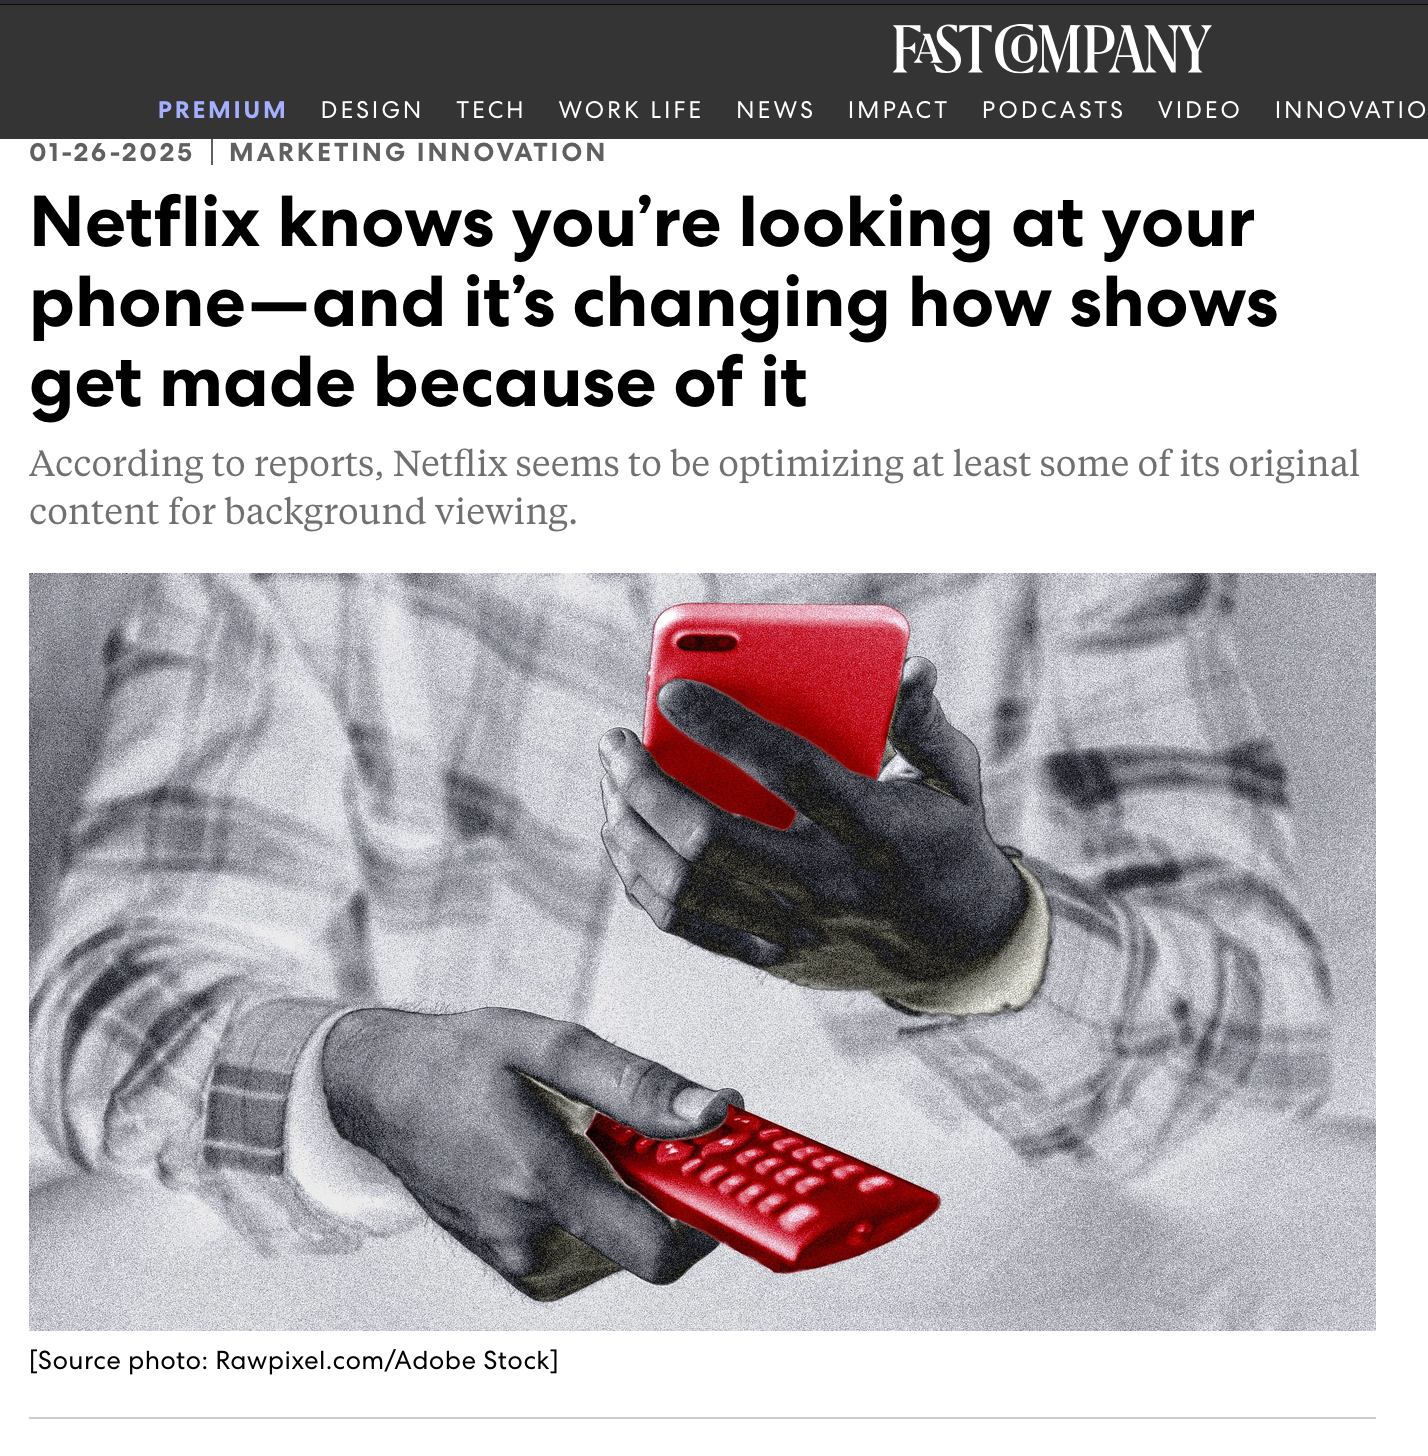 FAST COMPANY
PREMIUM DESIGN TECH WORK LIFE NEWS IMPACT PODCASTS VIDEO INNOVATIO
01-26-2025 | MARKETING INNOVATION
Netflix knows you’re looking at your
phone—and it’s changing how shows
get made because of it
According to reports, Netflix seems to be optimizing at least some of its original
content for background viewing.
[Source photo: Rawpixel.com/Adobe Stock]